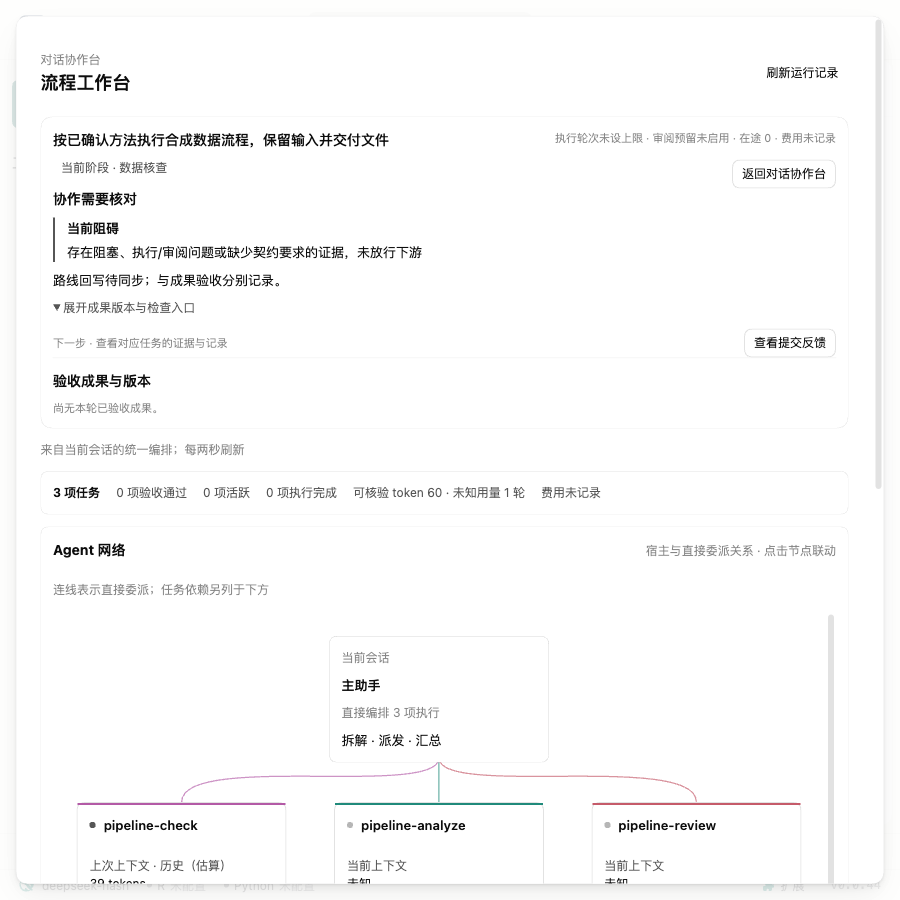 对话协作台
流程工作台
刷新运行记录
按已确认方法执行合成数据流程，保留输入并交付文件
执行轮次未设上限 · 审阅预留未启用 · 在途 0 · 费用未记录
当前阶段 · 数据核查
返回对话协作台
协作需要核对
当前阻碍
存在阻塞、执行/审阅问题或缺少契约要求的证据，未放行下游
路线回写待同步；与成果验收分别记录。
▼展开成果版本与检查入口
下一步 · 查看对应任务的证据与记录
查看提交反馈
验收成果与版本
尚无本轮已验收成果。
来自当前会话的统一编排；每两秒刷新
3 项任务 0 项验收通过 0 项活跃 0 项执行完成 可核验 token 60 · 未知用量 1 轮 费用未记录
Agent 网络
宿主与直接委派关系 · 点击节点联动
连线表示直接委派；任务依赖另列于下方
当前会话
主助手
直接编排 3 项执行
拆解 · 派发 · 汇总
pipeline-check
pipeline-analyze
pipeline-review
上次上下文 · 历史（估算）
当前上下文
当前上下文
39 tokens
未知
未知